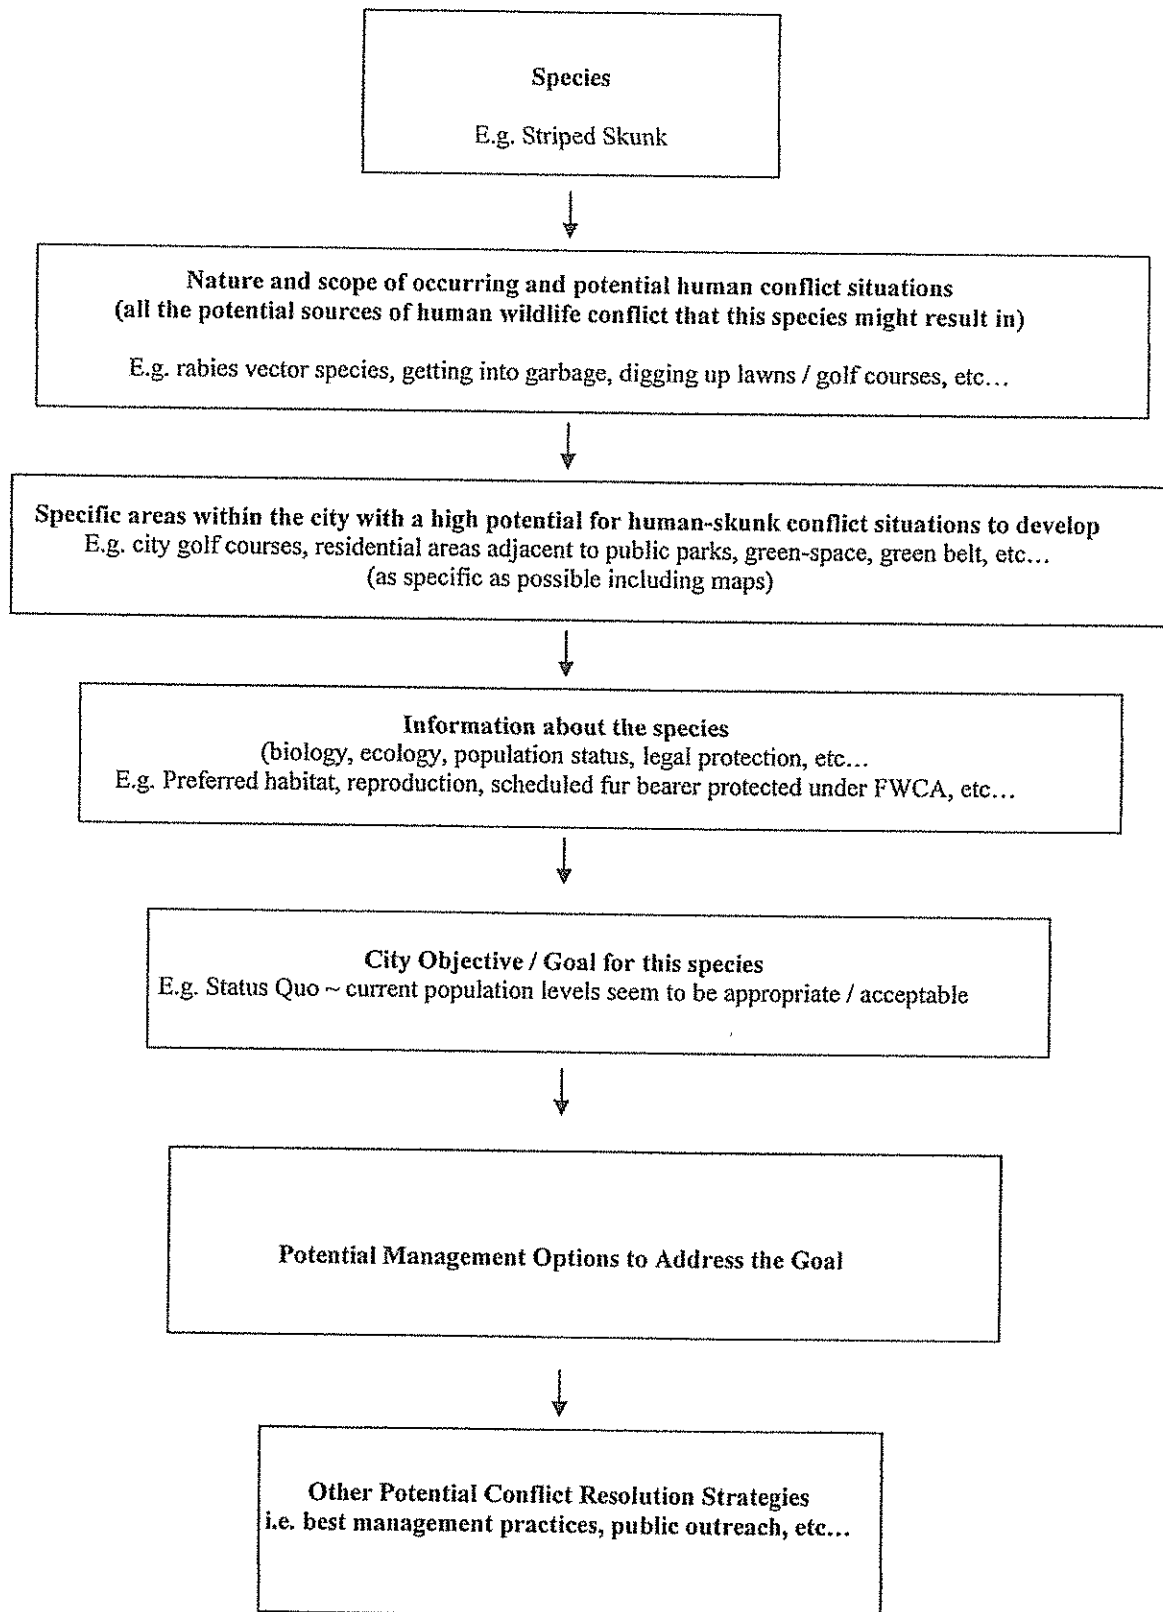 Species
E.g. Striped Skunk
Nature and scope of occurring and potential human conflict situations
(all the potential sources of human wildlife conflict that this species might result in)
E.g. rabies vector species, getting into garbage, digging up lawns / golf courses, etc…
Specific areas within the city with a high potential for human-skunk conflict situations to develop
E.g. city golf courses, residential areas adjacent to public parks, green-space, green belt, etc…
(as specific as possible including maps)
Information about the species
(biology, ecology, population status, legal protection, etc…
E.g. Preferred habitat, reproduction, scheduled fur bearer protected under FWCA, etc…
City Objective / Goal for this species
E.g. Status Quo ~ current population levels seem to be appropriate / acceptable
Potential Management Options to Address the Goal
Other Potential Conflict Resolution Strategies
i.e. best management practices, public outreach, etc…